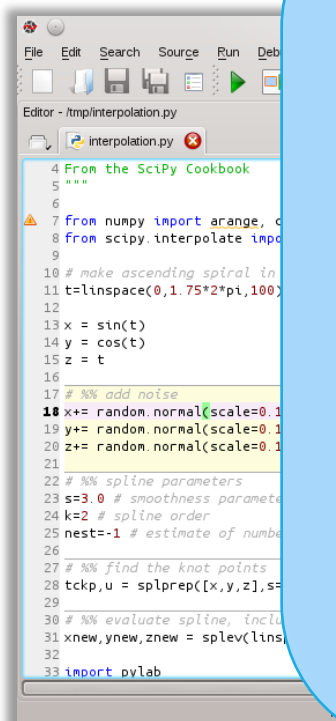 File Edit Search Source Run Deb
Editor - /tmp/interpolation.py
interpolation.py
4 From the SciPy Cookbook
5 """
6
7 from numpy import arange, c
8 from scipy.interpolate impo
9
10 # make ascending spiral in
11 t=linspace(0,1.75*2*pi,100)
12
13 x = sin(t)
14 y = cos(t)
15 z = t
16
17 # %% add noise
18 x+= random.normal(scale=0.1
19 y+= random.normal(scale=0.1
20 z+= random.normal(scale=0.1
21
22 # %% spline parameters
23 s=3.0 # smoothness paramete
24 k=2 # spline order
25 nest=-1 # estimate of numbe
26
27 # %% find the knot points
28 tckp,u = splprep([x,y,z],s=
29
30 # %% evaluate spline, inclu
31 xnew,ynew,znew = splev(lins
32
33 import pylab